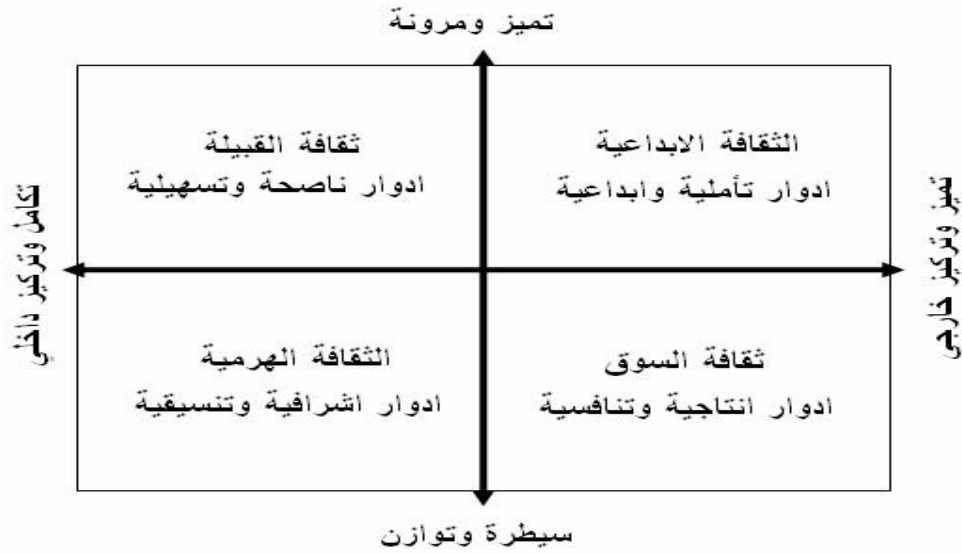 تميز ومرونة
الثقافة الابداعية
ادوار تأملية وابداعية
ثقافة القبيلة
ادوار ناصحة وتسهيلية
تميز وتركيز خارجي
تكامل وتركيز داخلي
ثقافة السوق
ادوار انتاجية وتنافسية
الثقافة الهرمية
ادوار اشرافية وتنسيقية
سيطرة وتوازن